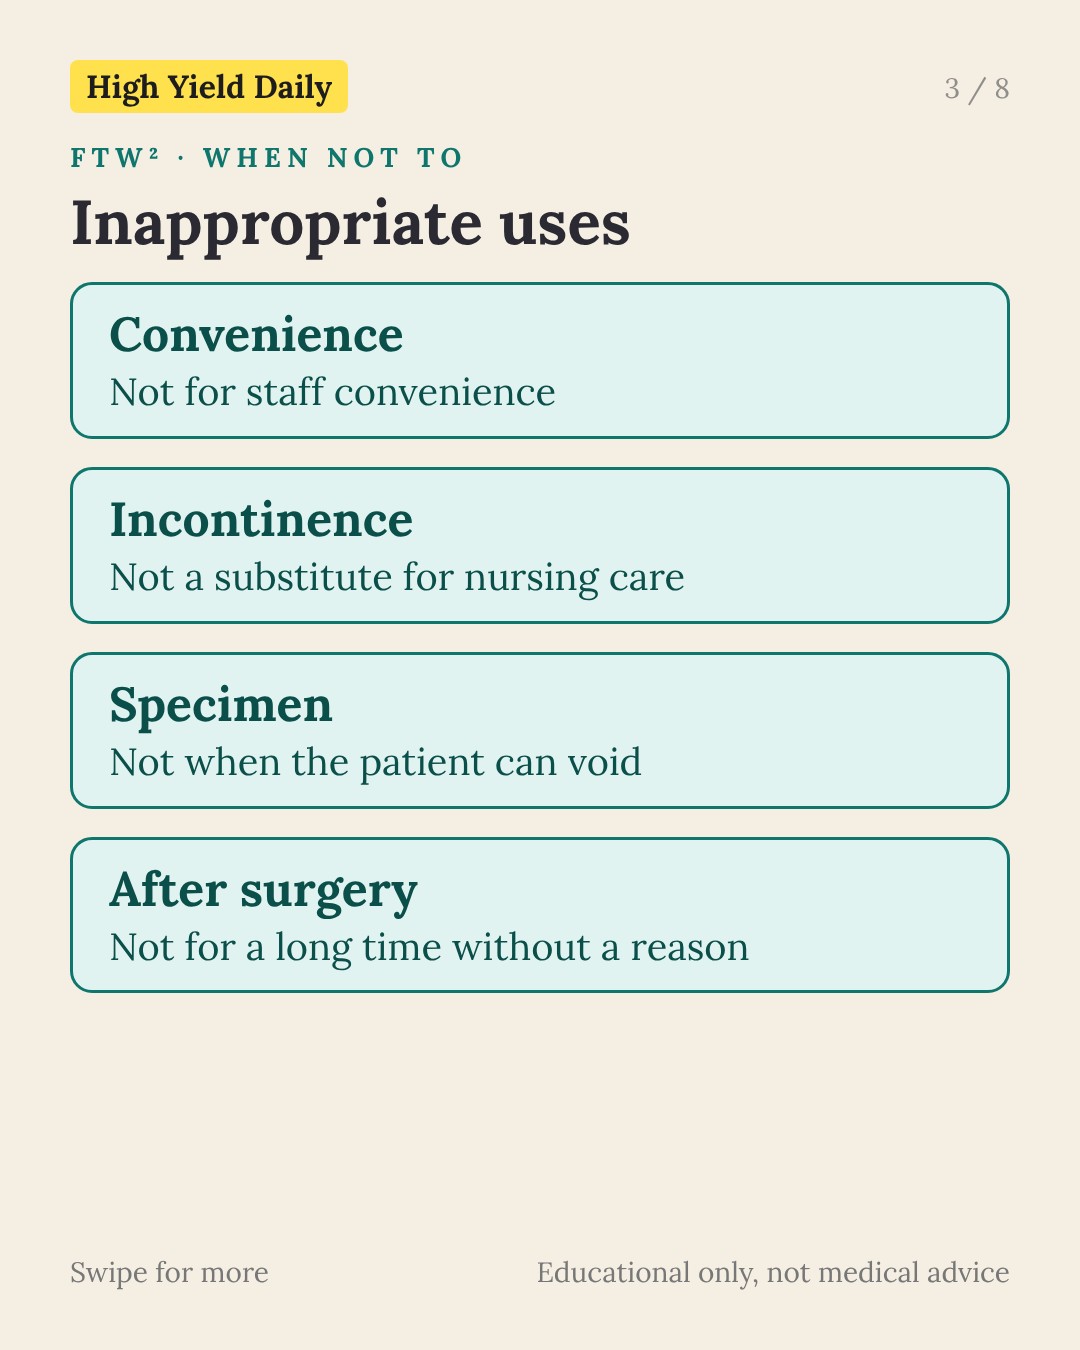 High Yield Daily
3 / 8
FTW² · WHEN NOT TO
Inappropriate uses
Convenience
Not for staff convenience
Incontinence
Not a substitute for nursing care
Specimen
Not when the patient can void
After surgery
Not for a long time without a reason
Swipe for more
Educational only, not medical advice